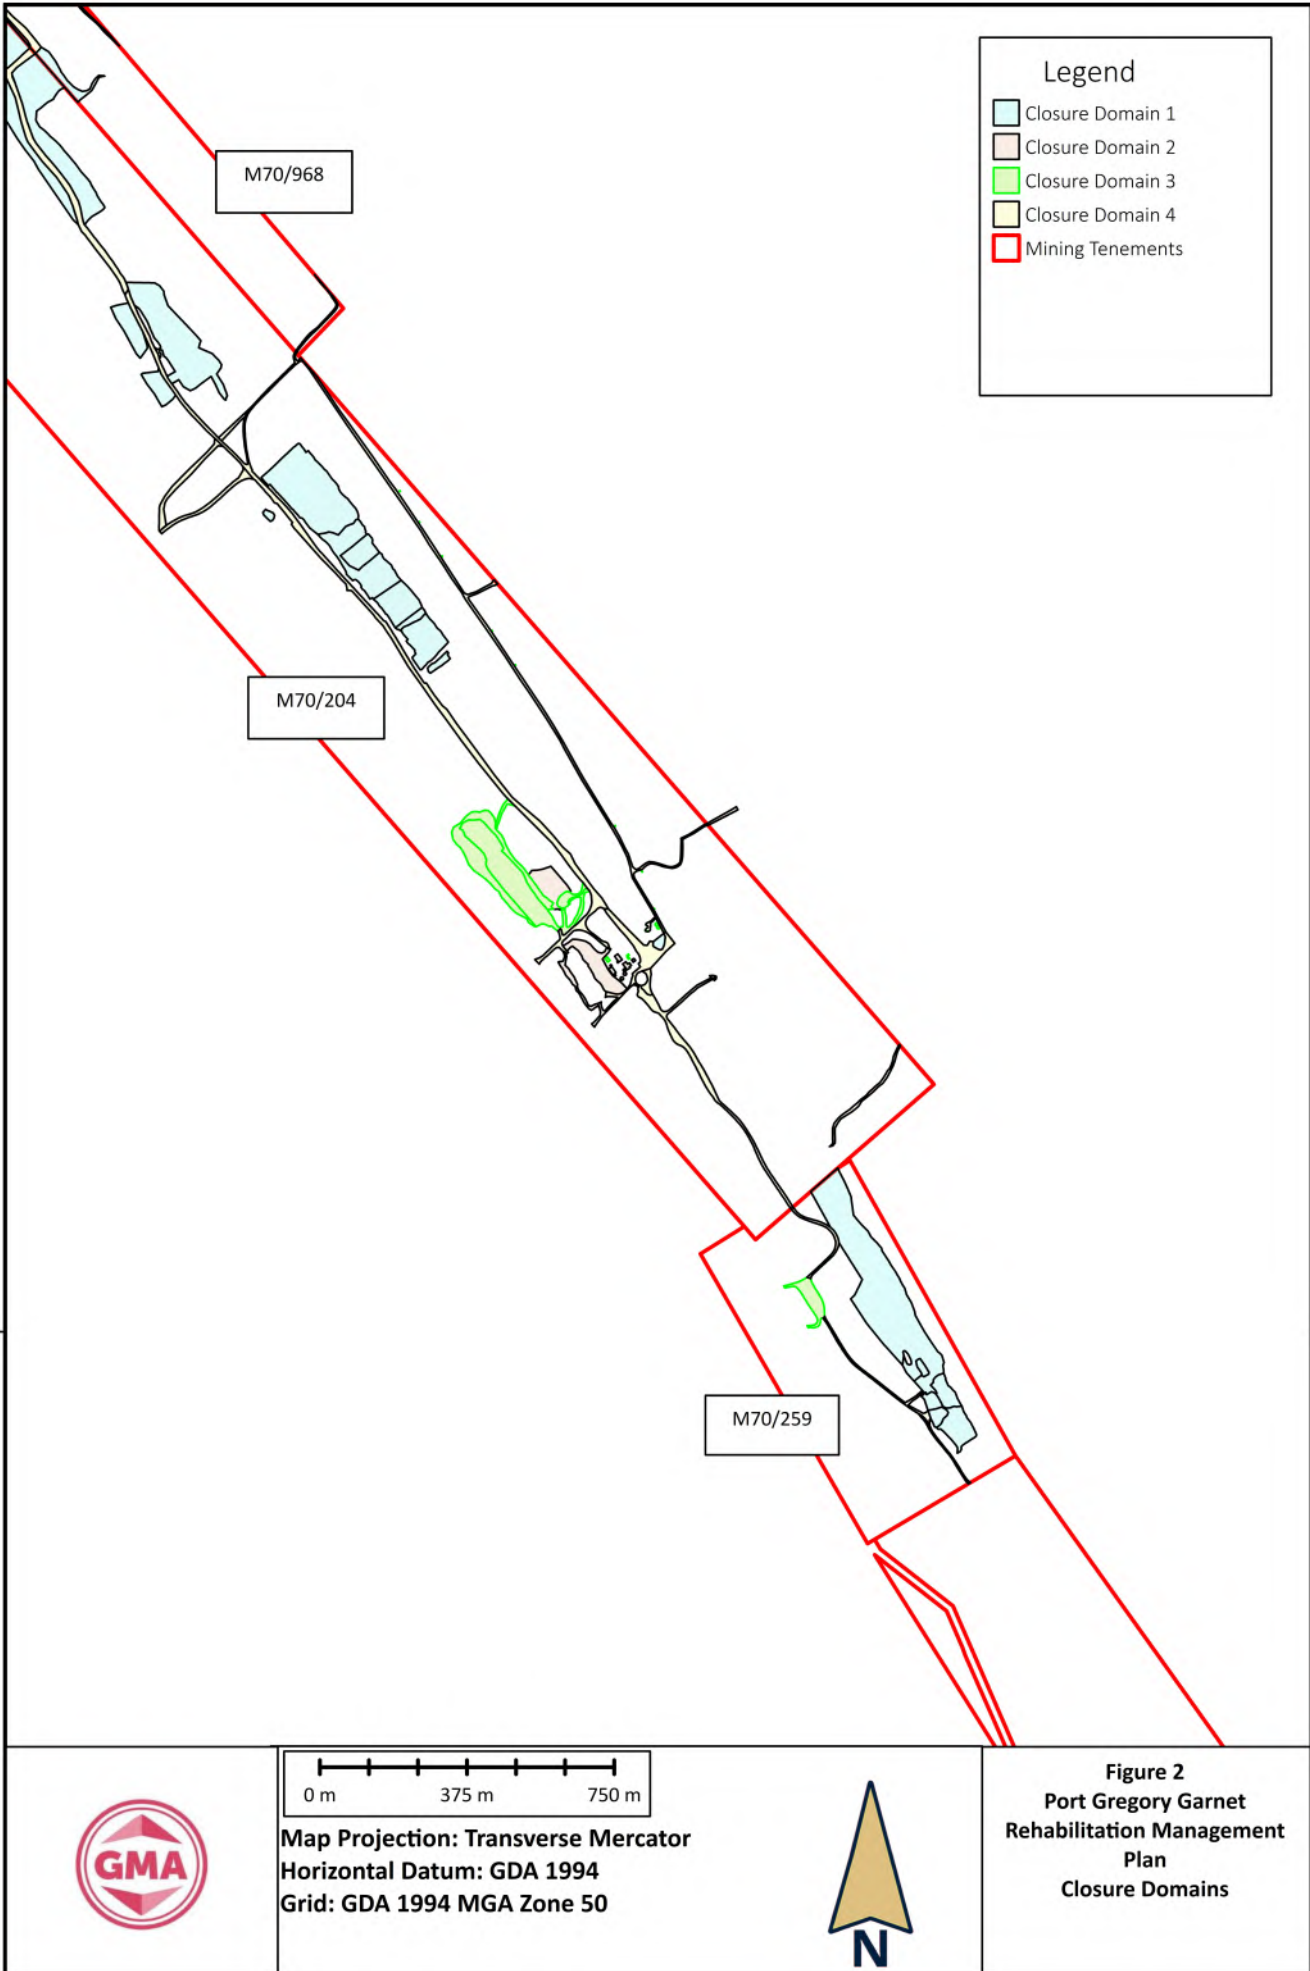 Legend
Closure Domain 1
Closure Domain 2
Closure Domain 3
Closure Domain 4
Mining Tenements
M70/968
M70/204
M70/259
GMA
0 m 375 m 750 m
Map Projection: Transverse Mercator
Horizontal Datum: GDA 1994
Grid: GDA 1994 MGA Zone 50
N
Figure 2
Port Gregory Garnet
Rehabilitation Management
Plan
Closure Domains